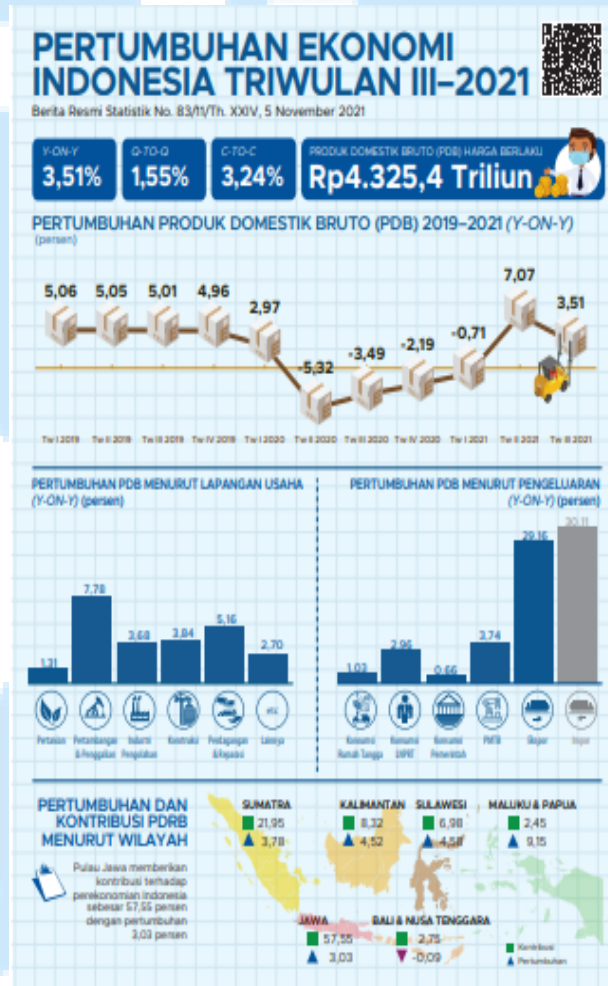 PERTUMBUHAN EKONOMI
INDONESIA TRIWULAN III–2021
Berita Resmi Statistik No. 83/11/Th. XXIV, 5 November 2021
Y-ON-Y
3,51%
Q-TO-Q
1,55%
C-TO-C
3,24%
PRODUK DOMESTIK BRUTO (PDB) HARGA BERLAKU
Rp4.325,4 Triliun
PERTUMBUHAN PRODUK DOMESTIK BRUTO (PDB) 2019–2021 (Y-ON-Y)
(persen)
5,06 5,05 5,01 4,96 2,97 -5,32 -3,49 -2,19 -0,71 7,07 3,51
Tw I 2019 Tw II 2019 Tw III 2019 Tw IV 2019 Tw I 2020 Tw II 2020 Tw III 2020 Tw IV 2020 Tw I 2021 Tw II 2021 Tw III 2021
PERTUMBUHAN PDB MENURUT LAPANGAN USAHA
(Y-ON-Y) (persen)
1,31 7,78 3,68 3,84 5,16 2,70
Pertanian Pertambangan & Penggalian Industri Pengolahan Konstruksi Perdagangan & Reparasi Lainnya
PERTUMBUHAN PDB MENURUT PENGELUARAN
(Y-ON-Y) (persen)
1,03 2,96 0,66 3,74 29,16 30,11
Konsumsi Rumah Tangga Konsumsi LNPRT Konsumsi Pemerintah PMTB Ekspor Impor
PERTUMBUHAN DAN
KONTRIBUSI PDRB
MENURUT WILAYAH
Pulau Jawa memberikan
kontribusi terhadap
perekonomian Indonesia
sebesar 57,55 persen
dengan pertumbuhan
3,03 persen
SUMATRA
21,95
3,78
KALIMANTAN
8,32
4,52
SULAWESI
6,98
4,58
MALUKU & PAPUA
2,45
9,15
JAWA
57,55
3,03
BALI & NUSA TENGGARA
2,75
-0,09
Kontribusi
Pertumbuhan